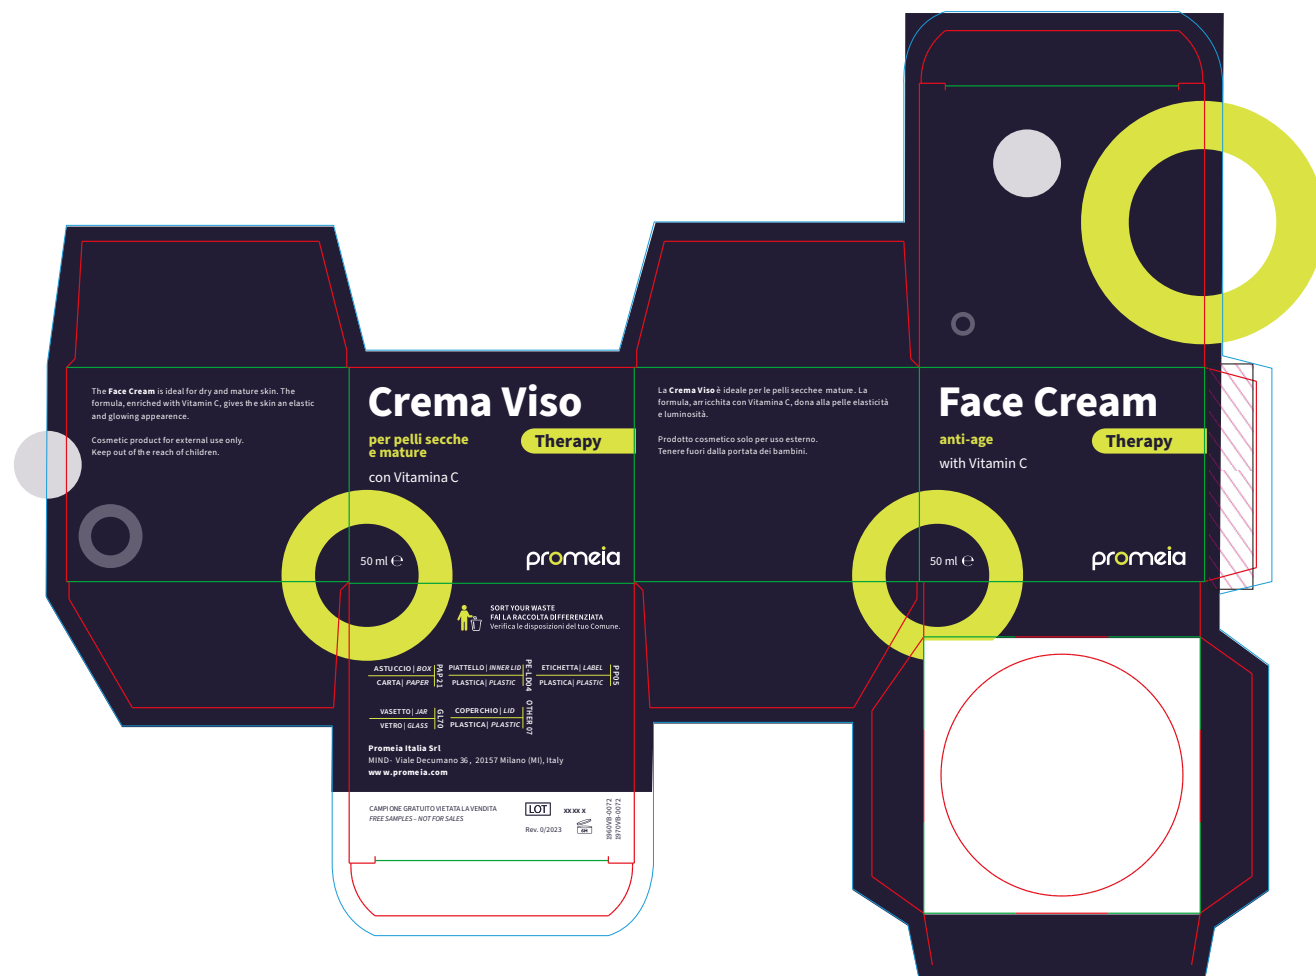 The Face Cream is ideal for dry and mature skin. The
formula, enriched with Vitamin C, gives the skin an elastic
and glowing appearence.
Cosmetic product for external use only.
Keep out of the reach of children.
Crema Viso
per pelli secche
e mature
Therapy
con Vitamina C
50 ml ℮
promeia
La Crema Viso è ideale per le pelli secchee mature. La
formula, arricchita con Vitamina C, dona alla pelle elasticità
e luminosità.
Prodotto cosmetico solo per uso esterno.
Tenere fuori dalla portata dei bambini.
Face Cream
anti-age
Therapy
with Vitamin C
50 ml ℮
promeia
SORT YOUR WASTE
FAI LA RACCOLTA DIFFERENZIATA
Verifica le disposizioni del tuo Comune.
ASTUCCIO | BOX
CARTA | PAPER
PAP 21
PIATTELLO | INNER LID
PLASTICA | PLASTIC
PE-LD04
ETICHETTA | LABEL
PLASTICA | PLASTIC
PP05
VASETTO | JAR
VETRO | GLASS
GL70
COPERCHIO | LID
PLASTICA | PLASTIC
OTHER 07
Promeia Italia Srl
MIND- Viale Decumano 36, 20157 Milano (MI), Italy
www.promeia.com
CAMPIONE GRATUITO VIETATA LA VENDITA
FREE SAMPLES – NOT FOR SALES
LOT xxxxx
Rev. 0/2023
6M
1960VB-0072
1970VB-0072